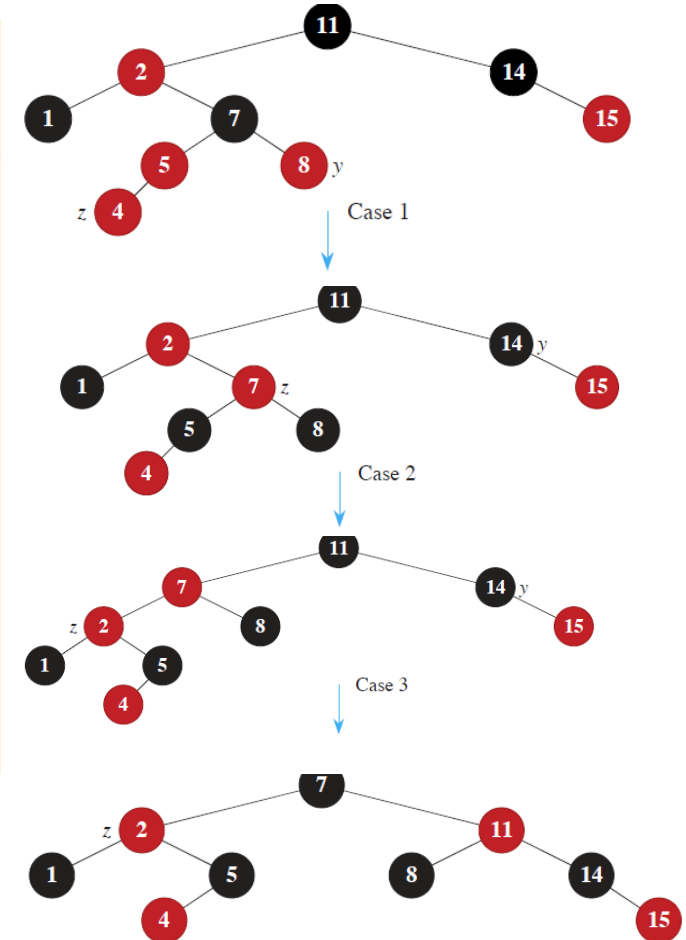 11
2 14
1 7 15
5 8 y
z 4 Case 1
11
2 14 y
1 7 z 15
5 8
4 Case 2
11
7 14 y
z 2 8 15
1 5
4 Case 3
7
z 2 11
1 5 8 14
4 15